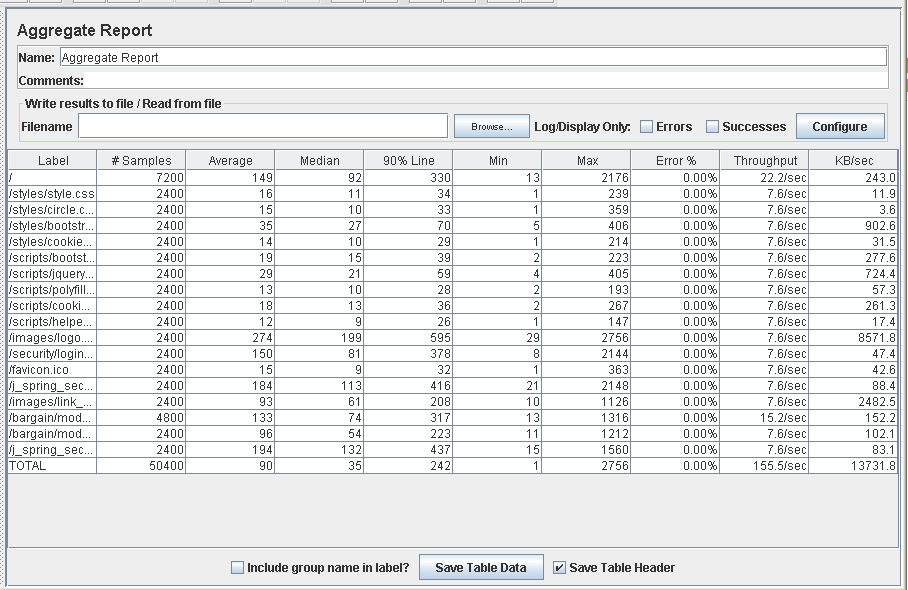 Aggregate Report
Name: Aggregate Report
Comments:
Write results to file / Read from file
Filename Browse... Log/Display Only: Errors Successes Configure
Label # Samples Average Median 90% Line Min Max Error % Throughput KB/sec
/ 7200 149 92 330 13 2176 0.00% 22.2/sec 243.0
/styles/style.css 2400 16 11 34 1 239 0.00% 7.6/sec 11.9
/styles/circle.c... 2400 15 10 33 1 359 0.00% 7.6/sec 3.6
/styles/bootstr... 2400 35 27 70 5 406 0.00% 7.6/sec 902.6
/styles/cookie... 2400 14 10 29 1 214 0.00% 7.6/sec 31.5
/scripts/bootst... 2400 19 15 39 2 223 0.00% 7.6/sec 277.6
/scripts/jquery... 2400 29 21 59 4 405 0.00% 7.6/sec 724.4
/scripts/polyfill... 2400 13 10 28 2 193 0.00% 7.6/sec 57.3
/scripts/cooki... 2400 18 13 36 2 267 0.00% 7.6/sec 261.3
/scripts/helpe... 2400 12 9 26 1 147 0.00% 7.6/sec 17.4
/images/logo.... 2400 274 199 595 29 2756 0.00% 7.6/sec 8571.8
/security/login... 2400 150 81 378 8 2144 0.00% 7.6/sec 47.4
/favicon.ico 2400 15 9 32 1 363 0.00% 7.6/sec 42.6
/j_spring_sec... 2400 184 113 416 21 2148 0.00% 7.6/sec 88.4
/images/link_... 2400 93 61 208 10 1126 0.00% 7.6/sec 2482.5
/bargain/mod... 4800 133 74 317 13 1316 0.00% 15.2/sec 152.2
/bargain/mod... 2400 96 54 223 11 1212 0.00% 7.6/sec 102.1
/j_spring_sec... 2400 194 132 437 15 1560 0.00% 7.6/sec 83.1
TOTAL 50400 90 35 242 1 2756 0.00% 155.5/sec 13731.8
Include group name in label? Save Table Data Save Table Header